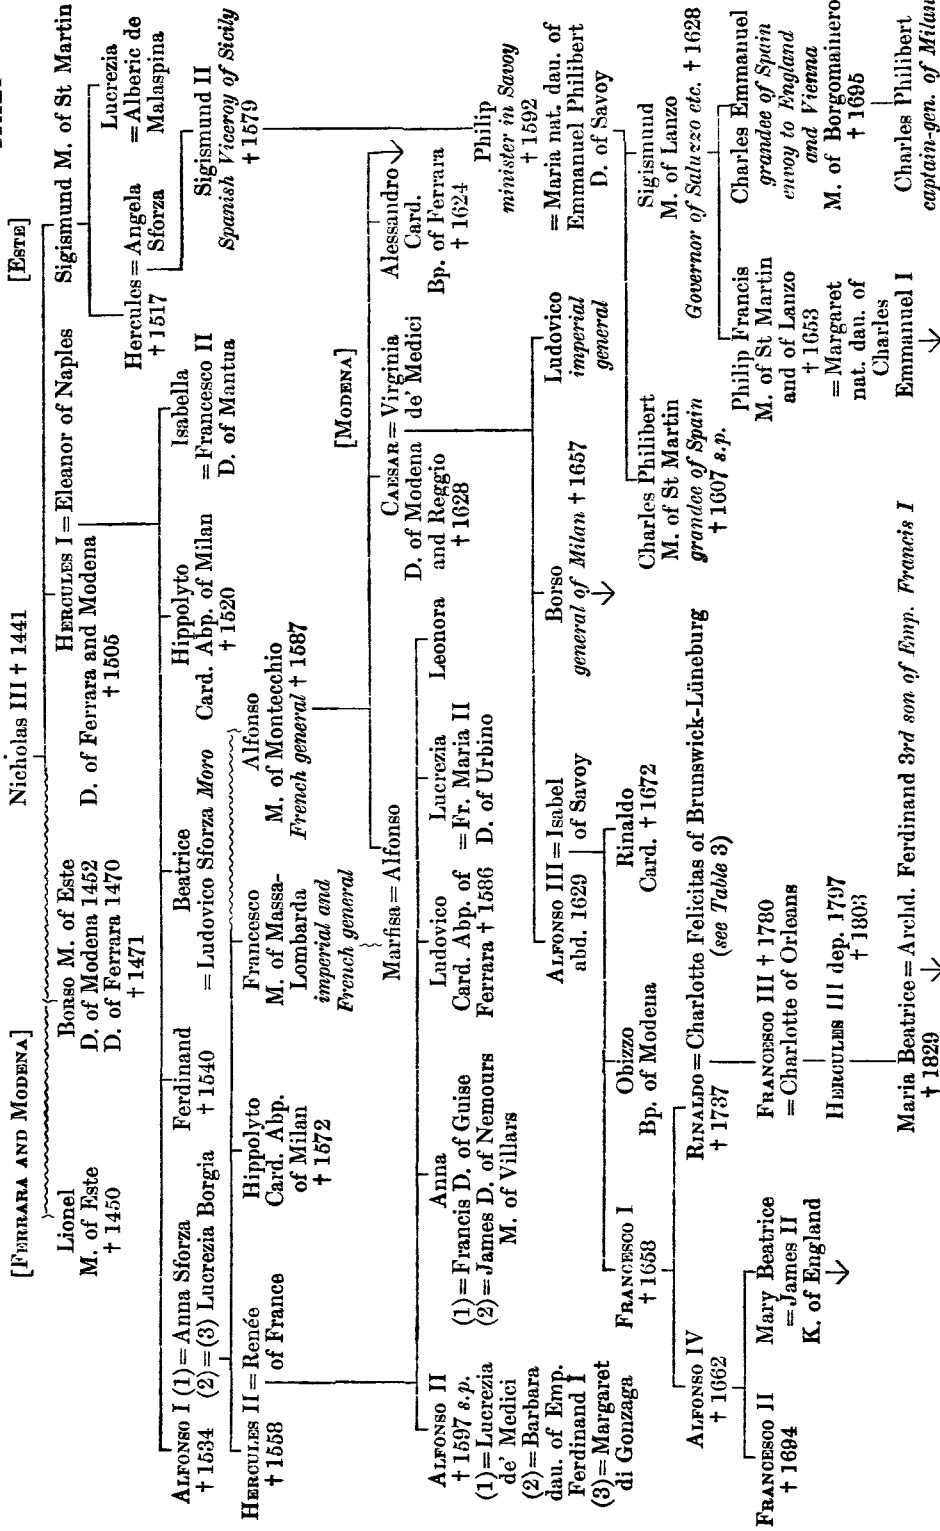 [FERRARA AND MODENA]
Nicholas III † 1441
[ESTE]
Lionel
M. of Este
† 1450
BORSO M. of Este
D. of Modena 1452
D. of Ferrara 1470
† 1471
HERCULES I = Eleanor of Naples
D. of Ferrara and Modena
† 1505
Sigismund M. of St Martin
ALFONSO I (1)=Anna Sforza
† 1534 (2)=(3) Lucrezia Borgia
Ferdinand
† 1540
Beatrice
= Ludovico Sforza Moro
Hippolyto
Card. Abp. of Milan
† 1520
Isabella
= Francesco II
D. of Mantua
Hercules = Angela
† 1517 Sforza
Lucrezia
= Alberic de
Malaspina
HERCULES II = Renée
† 1558 of France
Hippolyto
Card. Abp.
of Milan
† 1572
Francesco
M. of Massa-
Lombarda
imperial and
French general
Alfonso
M. of Montecchio
French general † 1587
Sigismund II
Spanish Viceroy of Sicily
† 1579
[MODENA]
Marfisa = Alfonso
CAESAR = Virginia
D. of Modena de' Medici
and Reggio
† 1628
Alessandro
Card.
Bp. of Ferrara
† 1624
ALFONSO II
† 1597 s.p.
(1)=Lucrezia
de' Medici
(2)=Barbara
dau. of Emp.
Ferdinand I
(3)=Margaret
di Gonzaga
Anna
(1)=Francis D. of Guise
(2)=James D. of Nemours
M. of Villars
Ludovico
Card. Abp. of
Ferrara † 1586
Lucrezia
= Fr. Maria II
D. of Urbino
Leonora
Philip
minister in Savoy
† 1592
= Maria nat. dau. of
Emmanuel Philibert
D. of Savoy
ALFONSO III = Isabel
abd. 1629 of Savoy
Borso
general of Milan † 1657
Ludovico
imperial
general
FRANCESCO I
† 1658
Obizzo
Bp. of Modena
Rinaldo
Card. † 1672
Charles Philibert
M. of St Martin
grandee of Spain
† 1607 s.p.
Sigismund
M. of Lanzo
Governor of Saluzzo etc. † 1628
ALFONSO IV
† 1662
RINALDO = Charlotte Felicitas of Brunswick-Lüneburg
† 1737 (see Table 3)
Philip Francis
M. of St Martin
and of Lanzo
† 1653
= Margaret
nat. dau. of
Charles
Emmanuel I
Charles Emmanuel
grandee of Spain
envoy to England
and Vienna
M. of Borgomainero
† 1695
FRANCESCO II
† 1694
Mary Beatrice
= James II
K. of England
FRANCESCO III † 1780
= Charlotte of Orleans
HERCULES III dep. 1797
† 1803
Maria Beatrice = Archd. Ferdinand 3rd son of Emp. Francis I
† 1829
Charles Philibert
captain-gen. of Milan